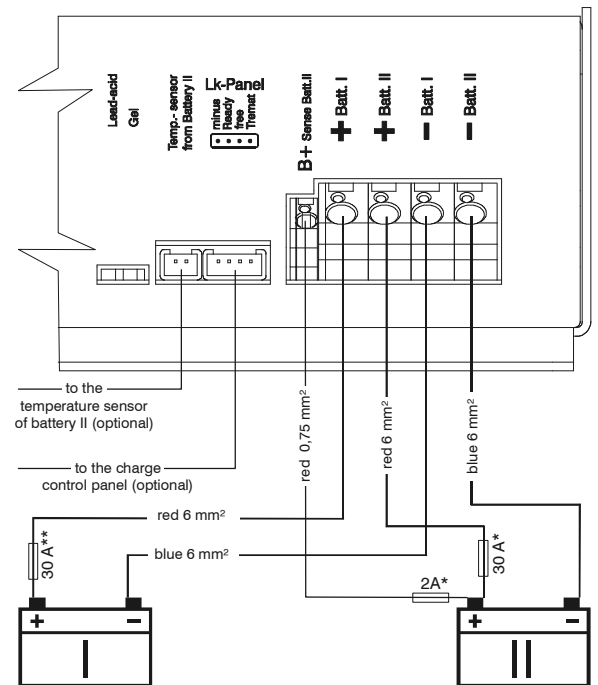 Lead-acid
Gel
Temp.- sensor
from Battery II
Lk-Panel
minus
Ready
free
Tremat
B+ Sense Batt.II
+ Batt. I
+ Batt. II
− Batt. I
− Batt. II
to the
temperature sensor
of battery II (optional)
to the charge
control panel (optional)
red 0,75 mm²
red 6 mm²
blue 6 mm²
red 6 mm²
blue 6 mm²
30 A**
2A*
30 A*
+ −
I
+ −
II